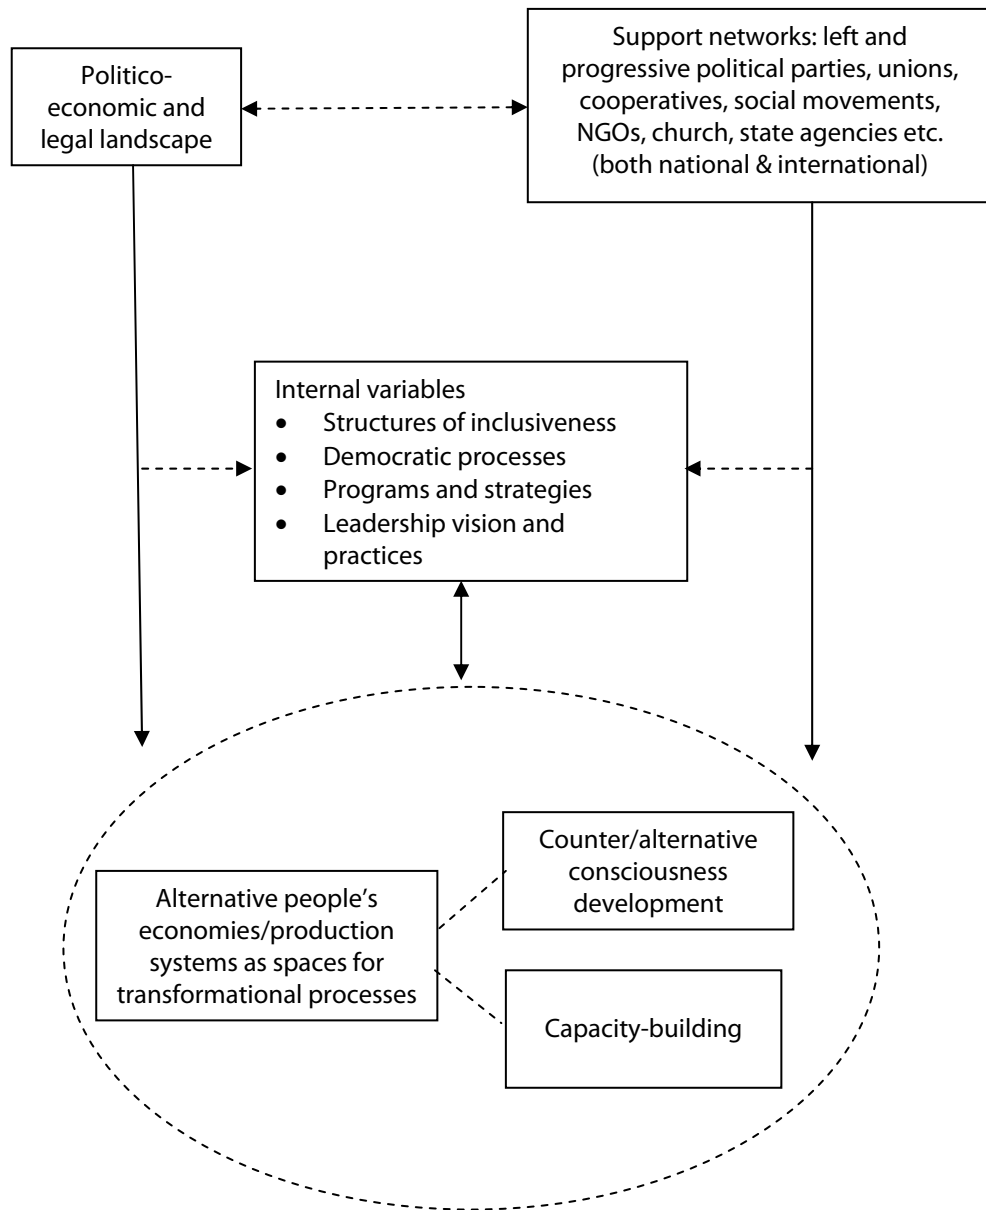 Politico-
economic and
legal landscape
Support networks: left and
progressive political parties, unions,
cooperatives, social movements,
NGOs, church, state agencies etc.
(both national & international)
Internal variables
• Structures of inclusiveness
• Democratic processes
• Programs and strategies
• Leadership vision and
practices
Alternative people’s
economies/production
systems as spaces for
transformational processes
Counter/alternative
consciousness
development
Capacity-building